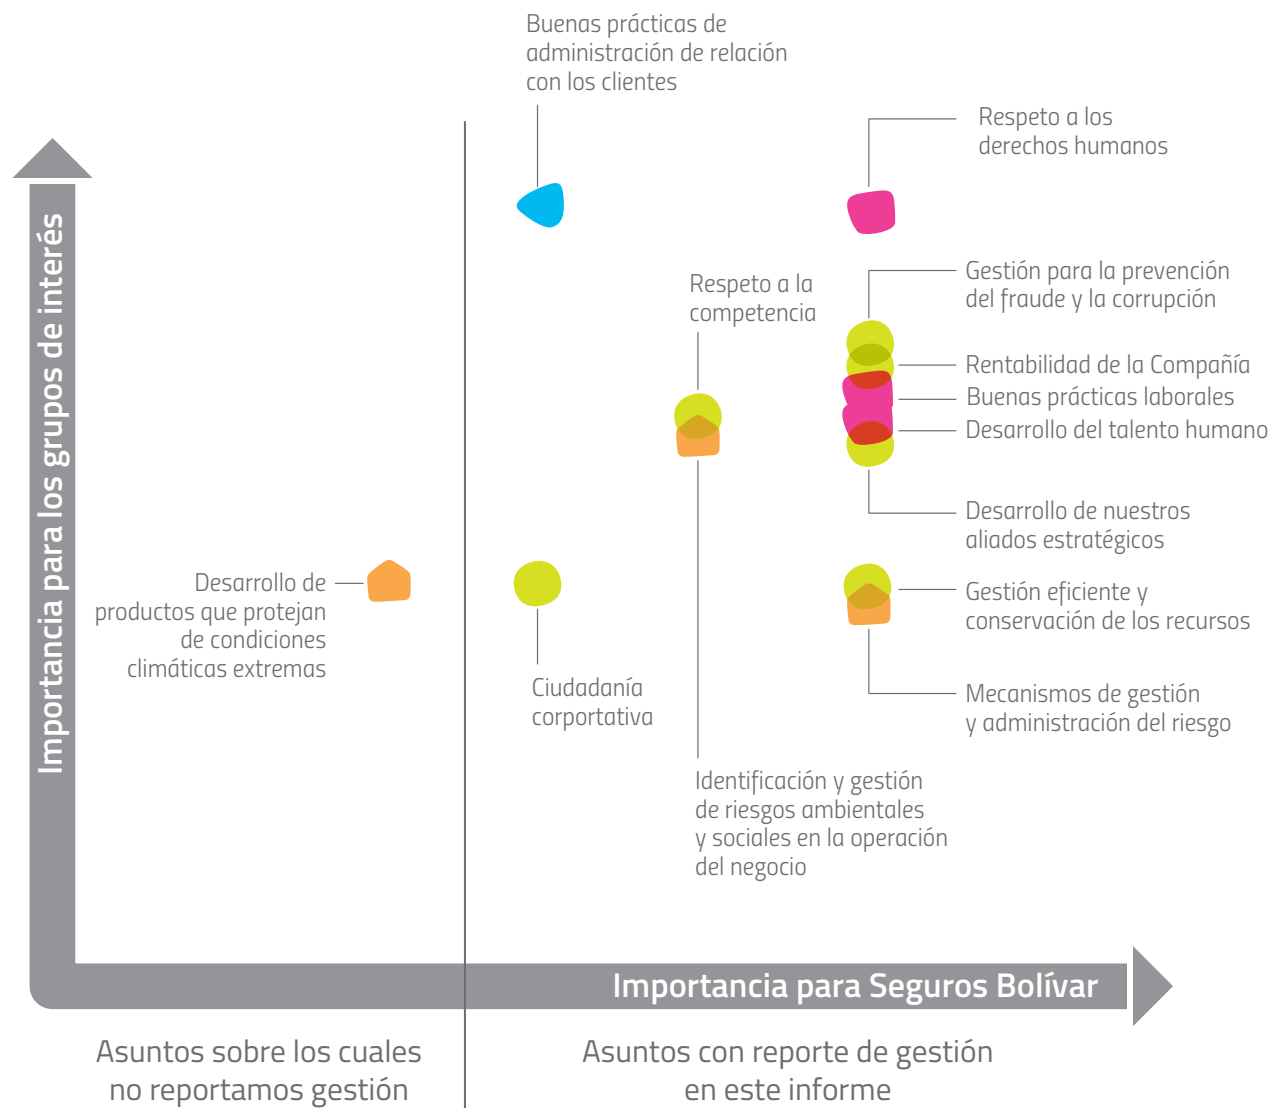 Buenas prácticas de
administración de relación
con los clientes
Respeto a los
derechos humanos
Importancia para los grupos de interés
Gestión para la prevención
del fraude y la corrupción
Respeto a la
competencia
Rentabilidad de la Compañía
Buenas prácticas laborales
Desarrollo del talento humano
Desarrollo de nuestros
aliados estratégicos
Desarrollo de
productos que protejan
de condiciones
climáticas extremas
Gestión eficiente y
conservación de los recursos
Ciudadanía
corportativa
Mecanismos de gestión
y administración del riesgo
Identificación y gestión
de riesgos ambientales
y sociales en la operación
del negocio
Importancia para Seguros Bolívar
Asuntos sobre los cuales
no reportamos gestión
Asuntos con reporte de gestión
en este informe